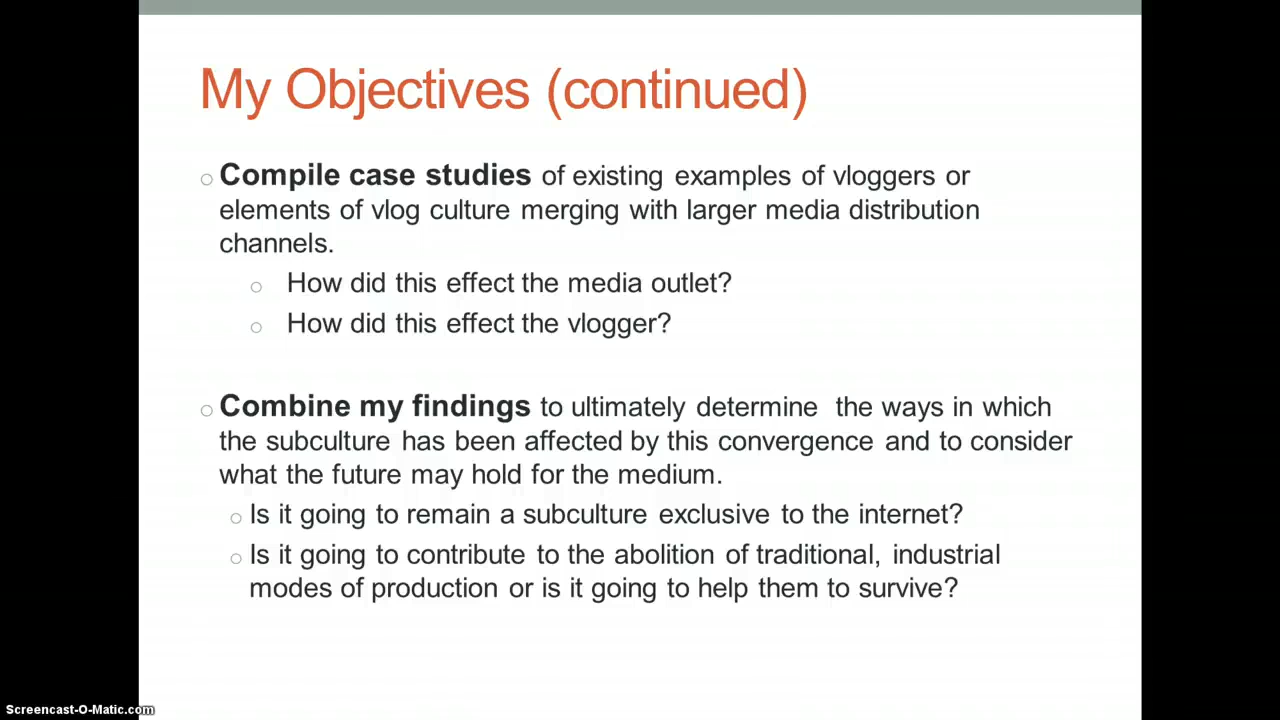 My Objectives (continued)
Compile case studies of existing examples of vloggers or
elements of vlog culture merging with larger media distribution
channels.
How did this effect the media outlet?
How did this effect the vlogger?
Combine my findings to ultimately determine the ways in which
the subculture has been affected by this convergence and to consider
what the future may hold for the medium.
Is it going to remain a subculture exclusive to the internet?
Is it going to contribute to the abolition of traditional, industrial
modes of production or is it going to help them to survive?
Screencast-O-Matic.com